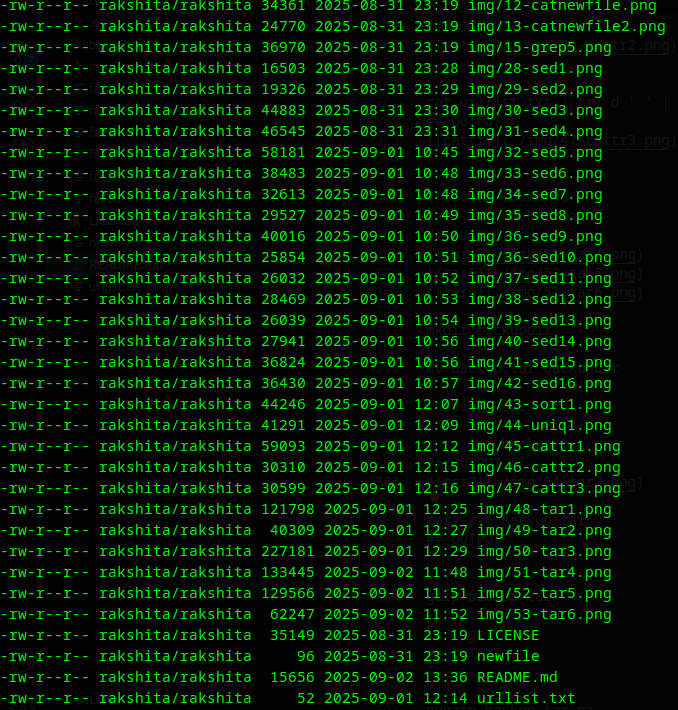 -rw-r--r-- rakshita/rakshita 34361 2025-08-31 23:19 img/12-catnewfile.png
-rw-r--r-- rakshita/rakshita 24770 2025-08-31 23:19 img/13-catnewfile2.png
-rw-r--r-- rakshita/rakshita 36970 2025-08-31 23:19 img/15-grep5.png
-rw-r--r-- rakshita/rakshita 16503 2025-08-31 23:28 img/28-sed1.png
-rw-r--r-- rakshita/rakshita 19326 2025-08-31 23:29 img/29-sed2.png
-rw-r--r-- rakshita/rakshita 44883 2025-08-31 23:30 img/30-sed3.png
-rw-r--r-- rakshita/rakshita 46545 2025-08-31 23:31 img/31-sed4.png
-rw-r--r-- rakshita/rakshita 58181 2025-09-01 10:45 img/32-sed5.png
-rw-r--r-- rakshita/rakshita 38483 2025-09-01 10:48 img/33-sed6.png
-rw-r--r-- rakshita/rakshita 32613 2025-09-01 10:48 img/34-sed7.png
-rw-r--r-- rakshita/rakshita 29527 2025-09-01 10:49 img/35-sed8.png
-rw-r--r-- rakshita/rakshita 40016 2025-09-01 10:50 img/36-sed9.png
-rw-r--r-- rakshita/rakshita 25854 2025-09-01 10:51 img/36-sed10.png
-rw-r--r-- rakshita/rakshita 26032 2025-09-01 10:52 img/37-sed11.png
-rw-r--r-- rakshita/rakshita 28469 2025-09-01 10:53 img/38-sed12.png
-rw-r--r-- rakshita/rakshita 26039 2025-09-01 10:54 img/39-sed13.png
-rw-r--r-- rakshita/rakshita 27941 2025-09-01 10:56 img/40-sed14.png
-rw-r--r-- rakshita/rakshita 36824 2025-09-01 10:56 img/41-sed15.png
-rw-r--r-- rakshita/rakshita 36430 2025-09-01 10:57 img/42-sed16.png
-rw-r--r-- rakshita/rakshita 44246 2025-09-01 12:07 img/43-sort1.png
-rw-r--r-- rakshita/rakshita 41291 2025-09-01 12:09 img/44-uniq1.png
-rw-r--r-- rakshita/rakshita 59093 2025-09-01 12:12 img/45-cattr1.png
-rw-r--r-- rakshita/rakshita 30310 2025-09-01 12:15 img/46-cattr2.png
-rw-r--r-- rakshita/rakshita 30599 2025-09-01 12:16 img/47-cattr3.png
-rw-r--r-- rakshita/rakshita 121798 2025-09-01 12:25 img/48-tar1.png
-rw-r--r-- rakshita/rakshita  40309 2025-09-01 12:27 img/49-tar2.png
-rw-r--r-- rakshita/rakshita 227181 2025-09-01 12:29 img/50-tar3.png
-rw-r--r-- rakshita/rakshita 133445 2025-09-02 11:48 img/51-tar4.png
-rw-r--r-- rakshita/rakshita 129566 2025-09-02 11:51 img/52-tar5.png
-rw-r--r-- rakshita/rakshita  62247 2025-09-02 11:52 img/53-tar6.png
-rw-r--r-- rakshita/rakshita  35149 2025-08-31 23:19 LICENSE
-rw-r--r-- rakshita/rakshita     96 2025-08-31 23:19 newfile
-rw-r--r-- rakshita/rakshita  15656 2025-09-02 13:36 README.md
-rw-r--r-- rakshita/rakshita     52 2025-09-01 12:14 urllist.txt